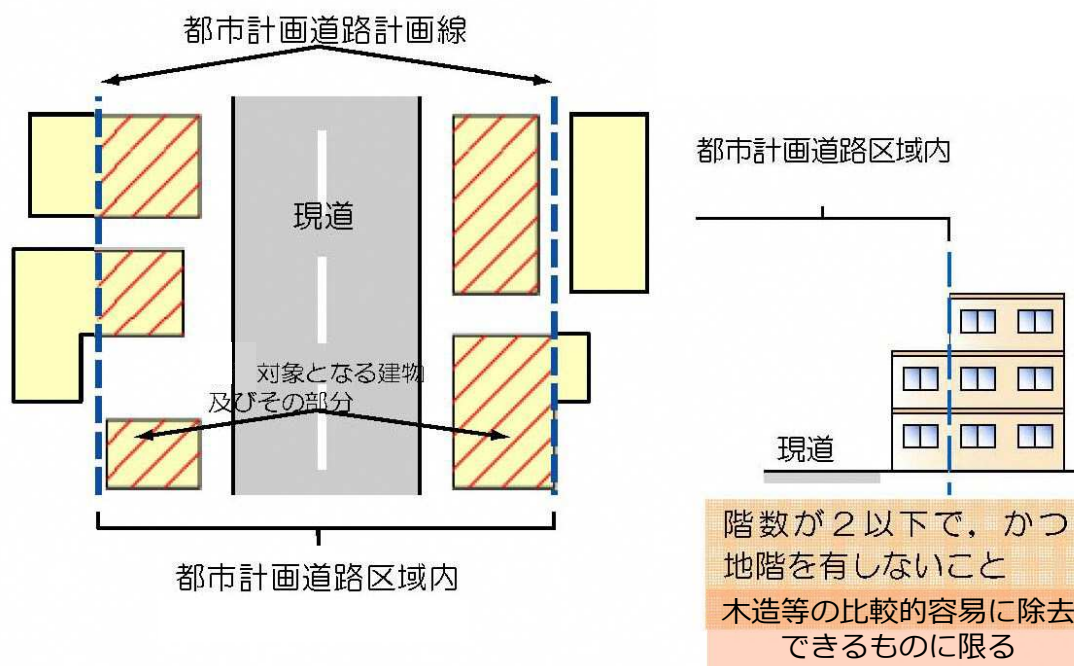 都市計画道路計画線
現道
対象となる建物
及びその部分
都市計画道路区域内
都市計画道路区域内
現道
階数が２以下で，かつ
地階を有しないこと
木造等の比較的容易に除去
できるものに限る